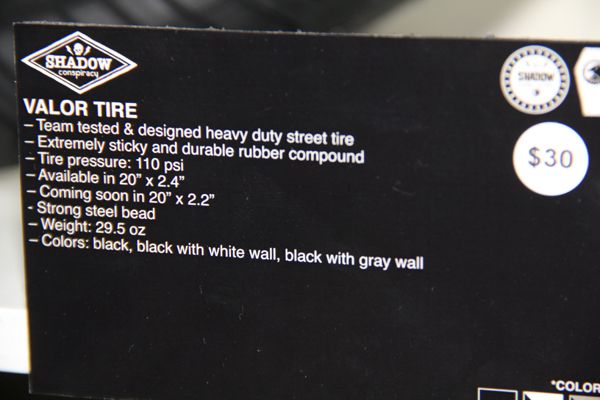 SHADOW
conspiracy
SHADOW
VALOR TIRE
– Team tested & designed heavy duty street tire
– Extremely sticky and durable rubber compound
– Tire pressure: 110 psi
– Available in 20" x 2.4"
– Coming soon in 20" x 2.2"
- Strong steel bead
– Weight: 29.5 oz
– Colors: black, black with white wall, black with gray wall
$30
*COLOR